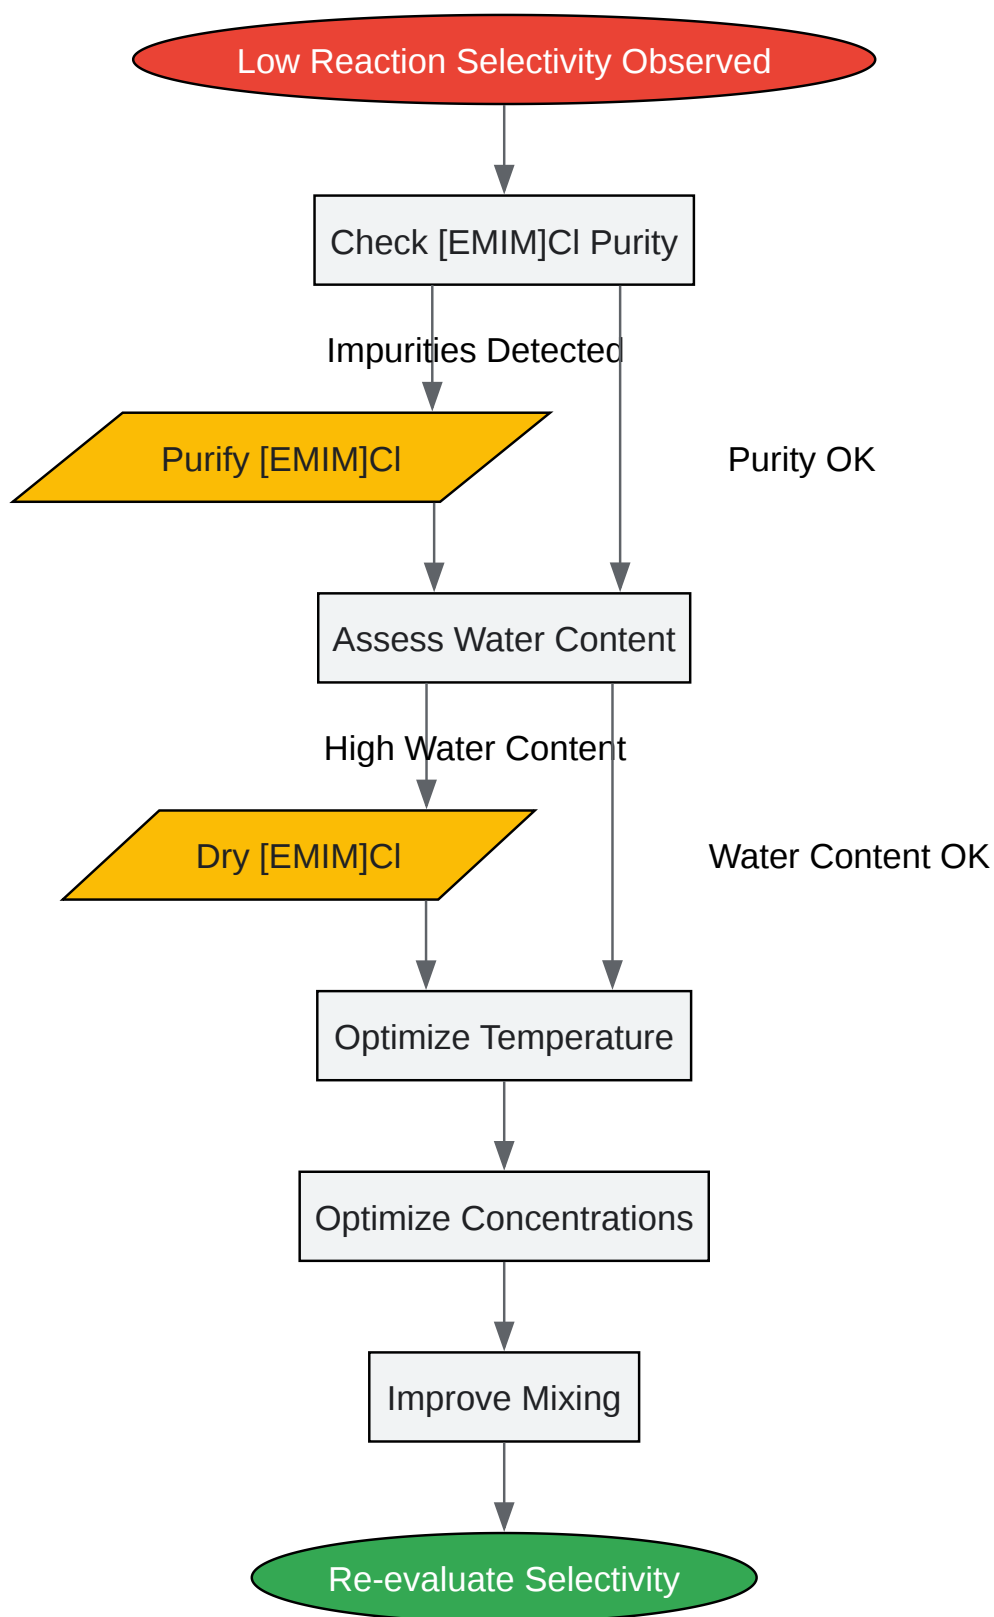 Low Reaction Selectivity Observed
Check [EMIM]Cl Purity
Impurities Detected
Purify [EMIM]Cl
Purity OK
Assess Water Content
High Water Content
Dry [EMIM]Cl
Water Content OK
Optimize Temperature
Optimize Concentrations
Improve Mixing
Re-evaluate Selectivity